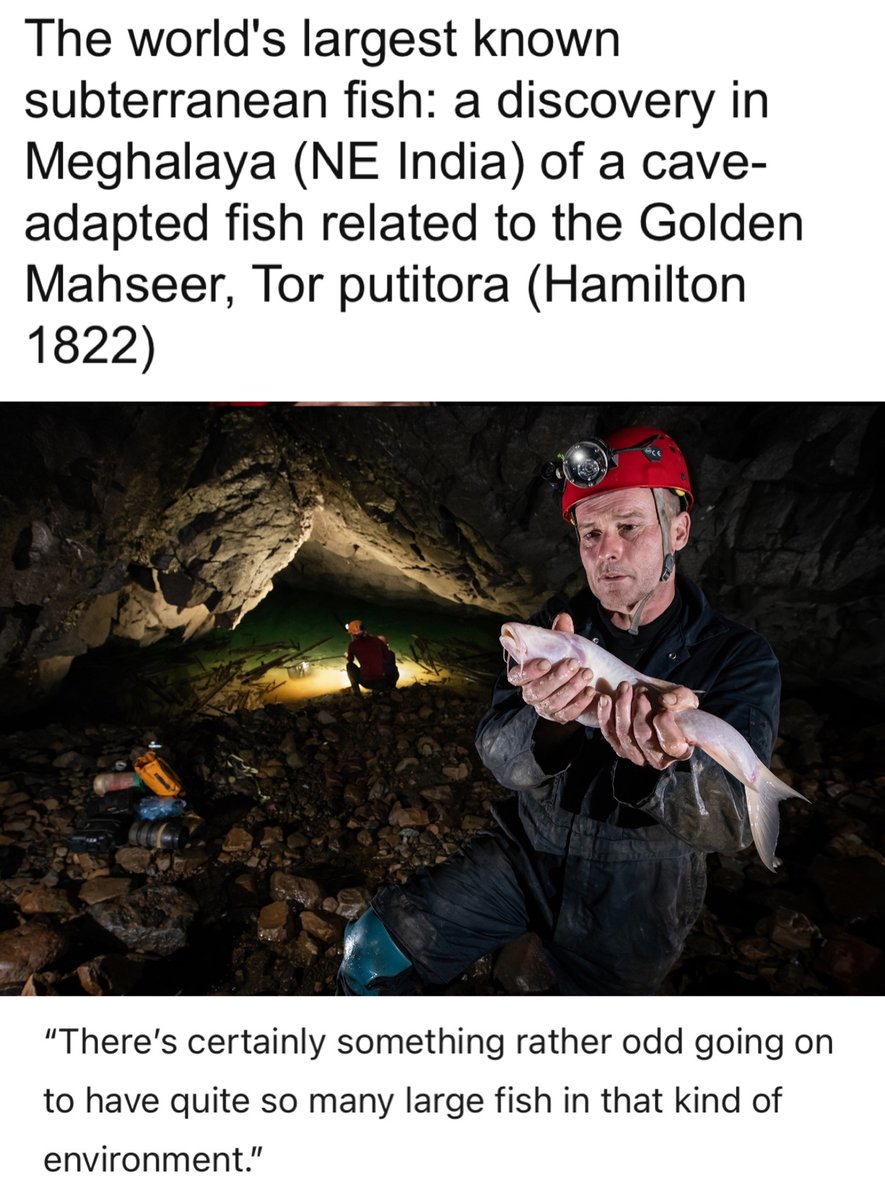 The world's largest known
subterranean fish: a discovery in
Meghalaya (NE India) of a cave-
adapted fish related to the Golden
Mahseer, Tor putitora (Hamilton
1822)
“There’s certainly something rather odd going on
to have quite so many large fish in that kind of
environment.”